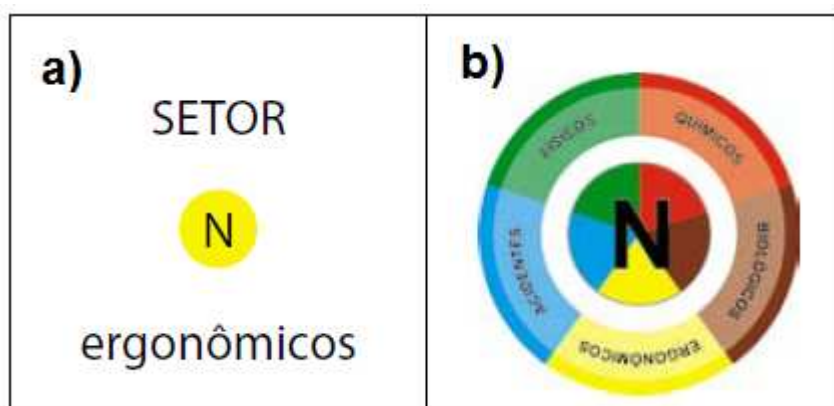 a)
SETOR
N
ergonômicos
b)
FÍSICOS
QUÍMICOS
BIOLÓGICOS
ERGONÔMICOS
ACIDENTES
N